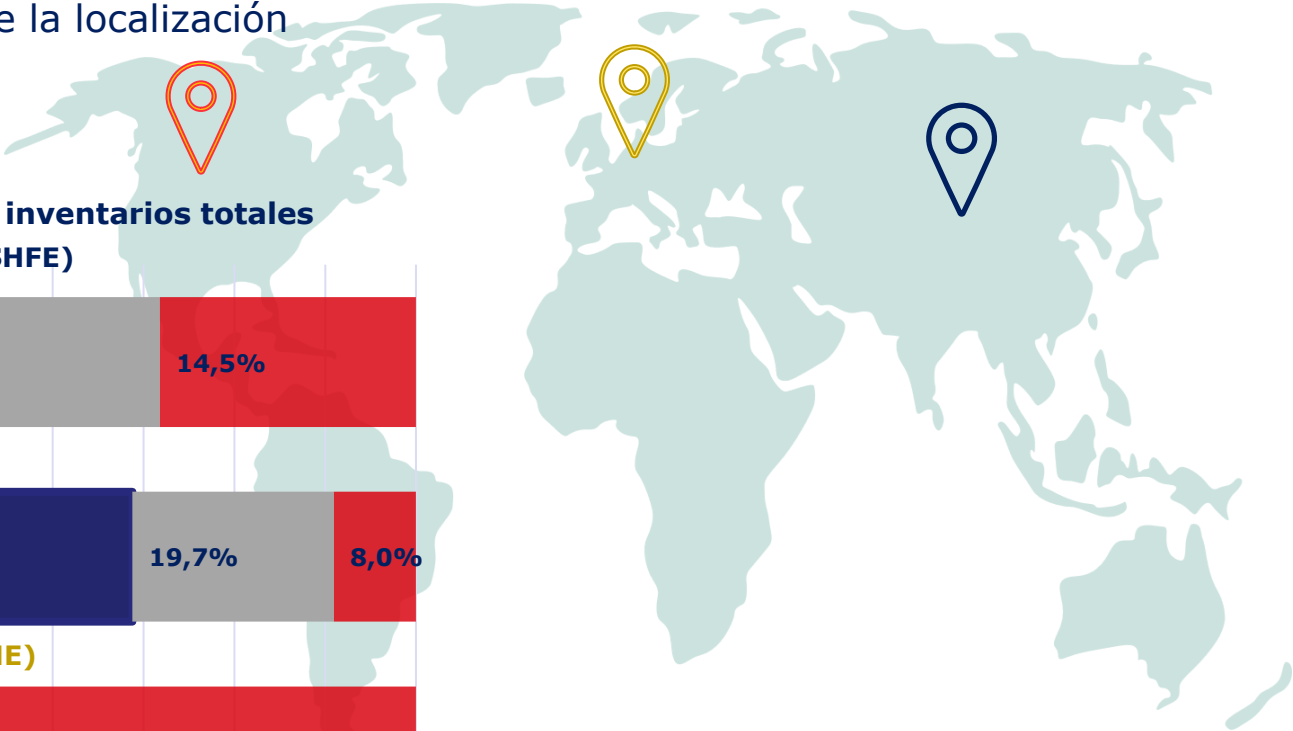 e la localización
inventarios totales
HFE)
14,5%
19,7%
8,0%
E)